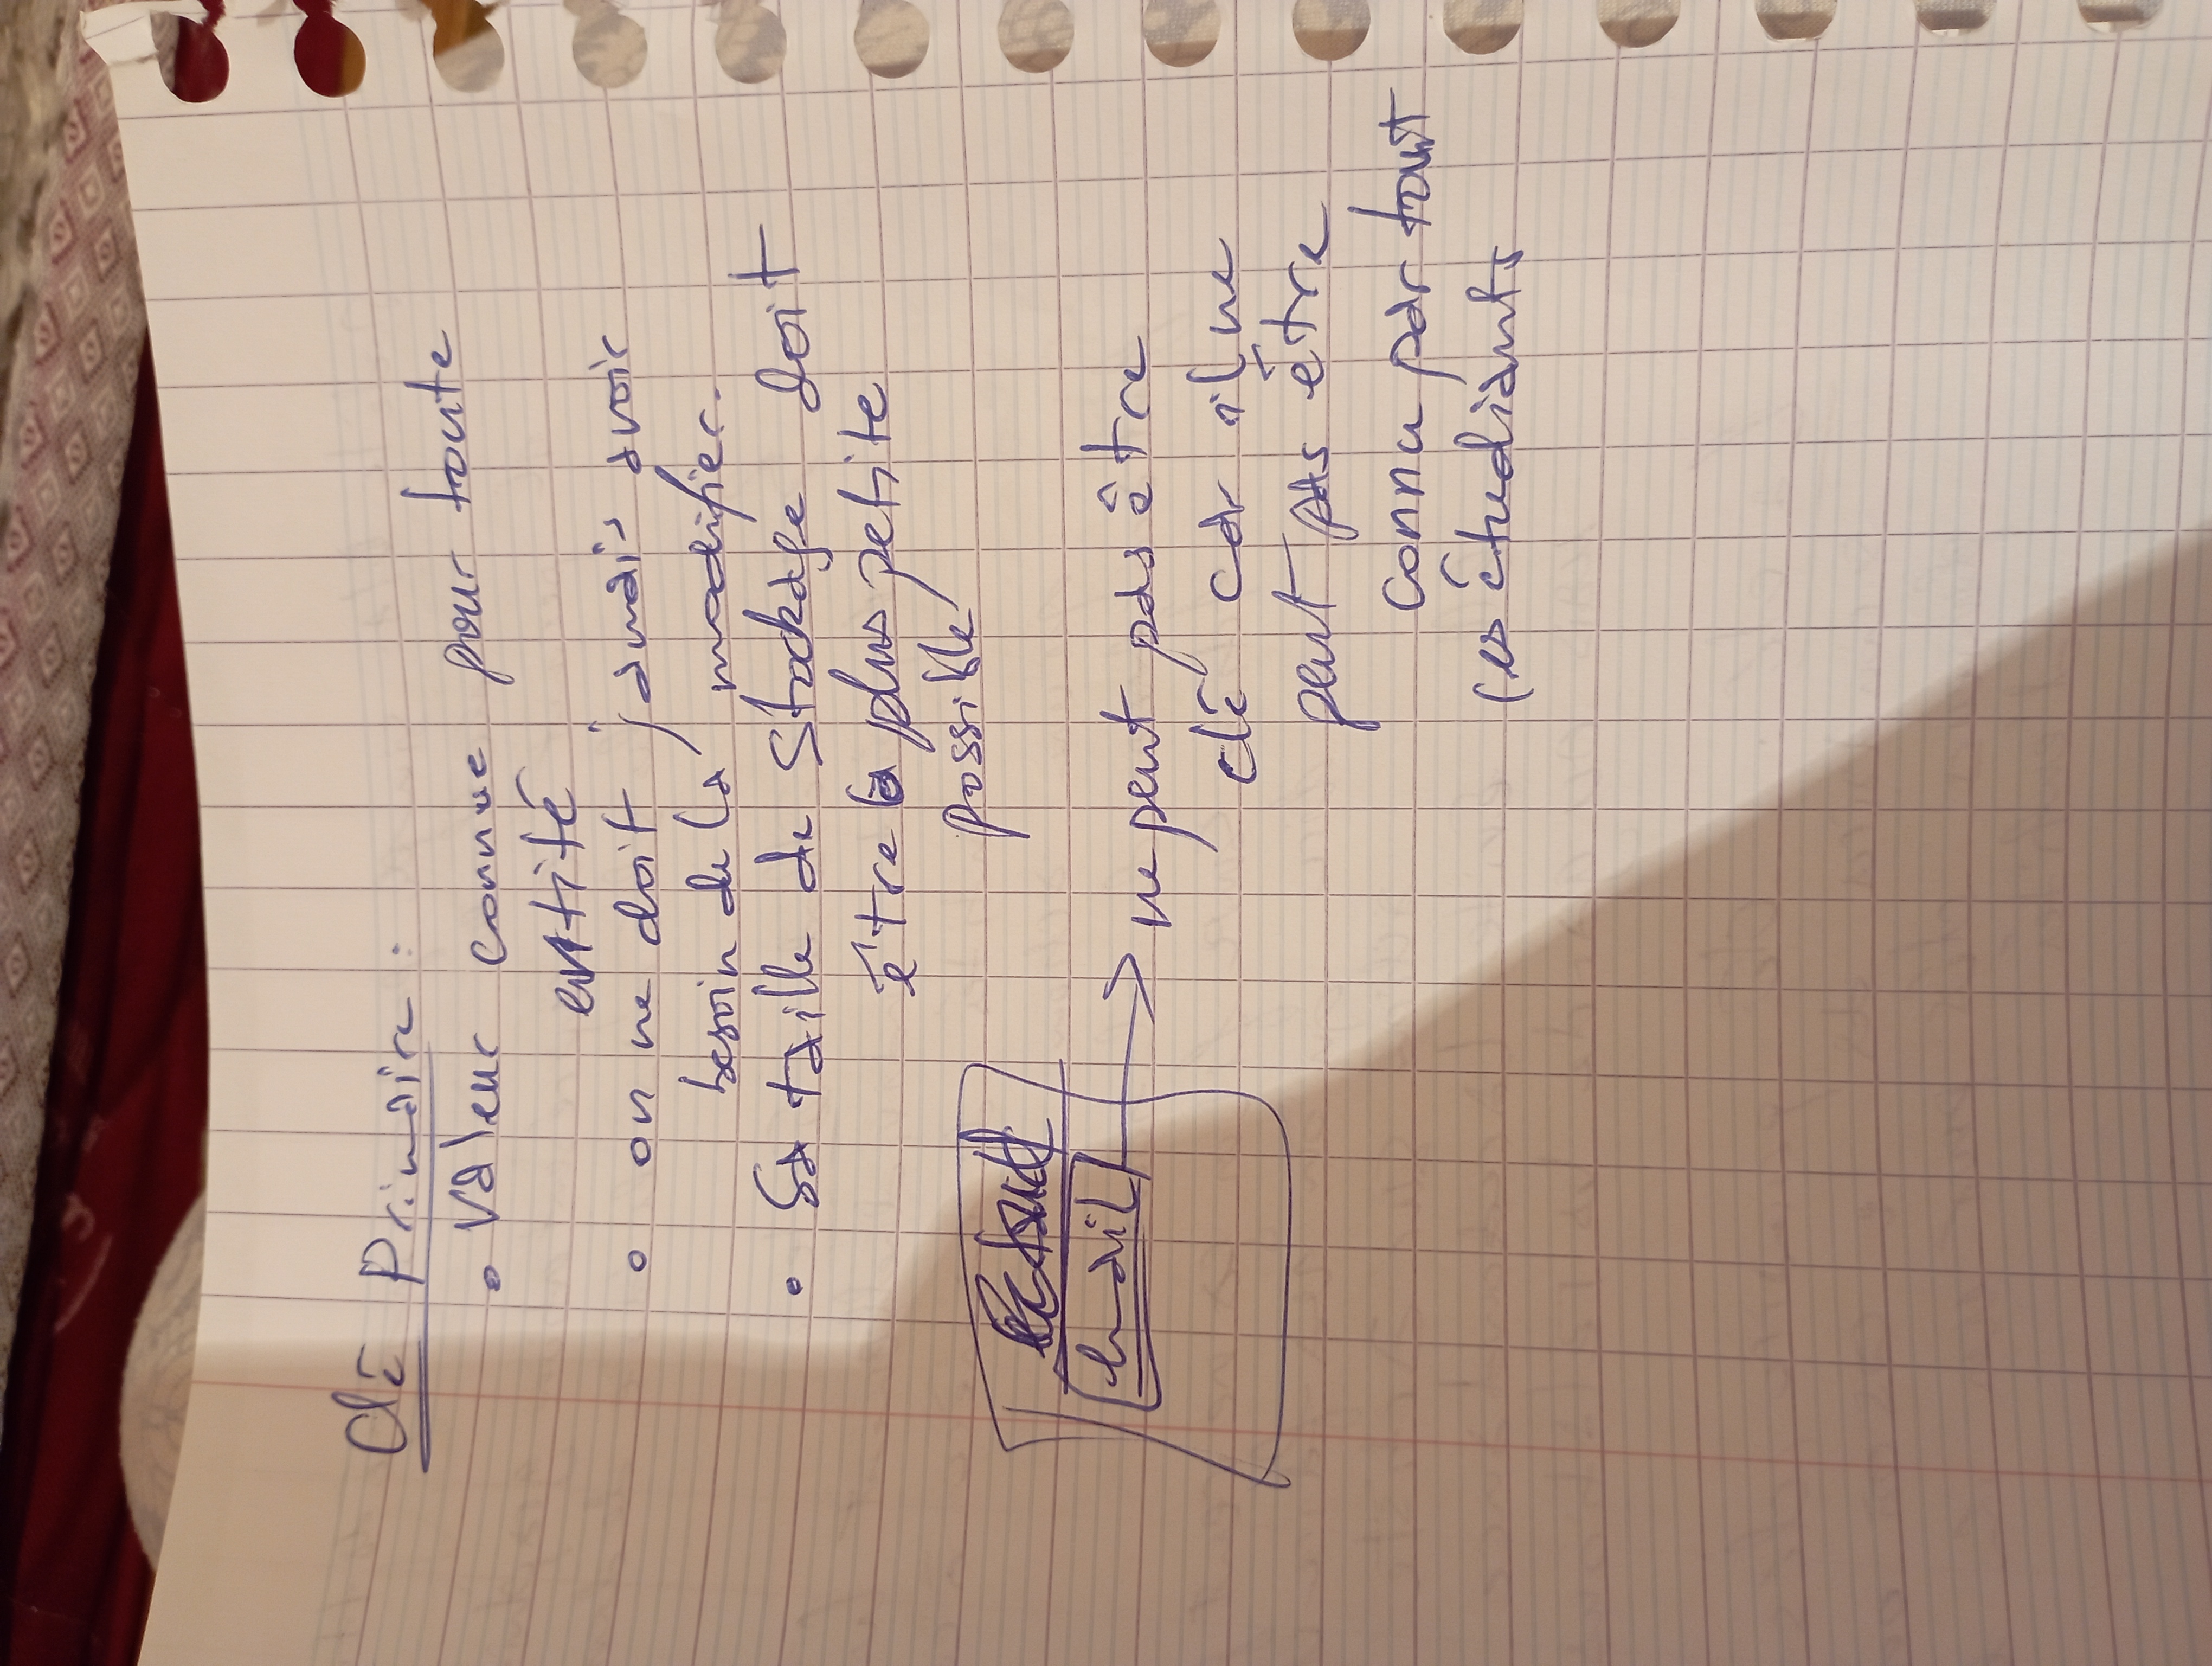 Clé Primaire :
• Valeur connue pour toute
entité
• on ne doit jamais avoir
besoin de la modifier.
• Sa taille de Stockage doit
être la plus petite
possible
email → ne peut pas être
clé car il ne
peut pas être
connu par tout
les étudiants